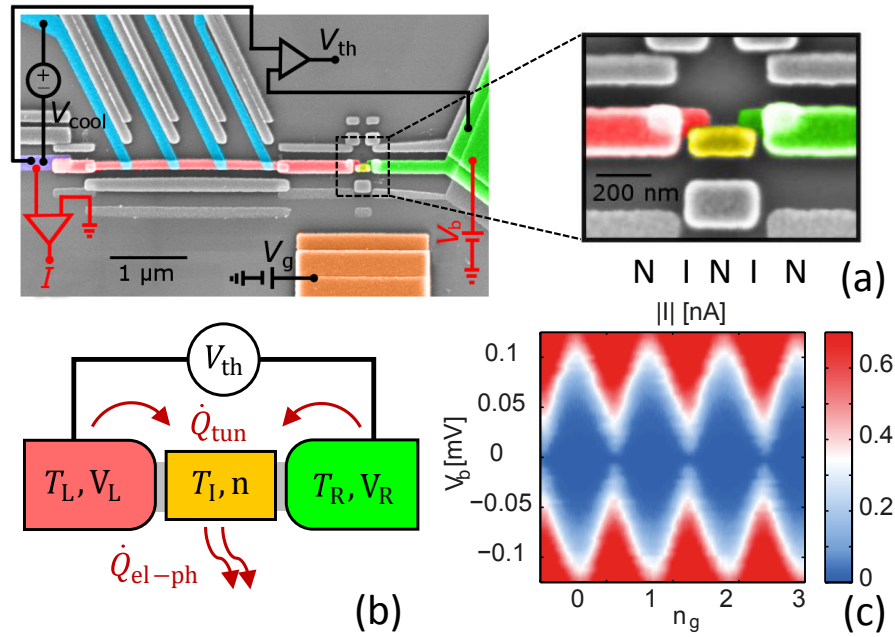 V_th
+
−
V_cool
200 nm
V_b
V_g
1 μm
I
N I N I N
(a)
|I| [nA]
V_th
Q̇_tun
T_L, V_L
T_I, n
T_R, V_R
Q̇_el−ph
(b)
0.1
0.05
0
−0.05
−0.1
V_b[mV]
0
1
2
3
n_g
0.6
0.4
0.2
0
(c)